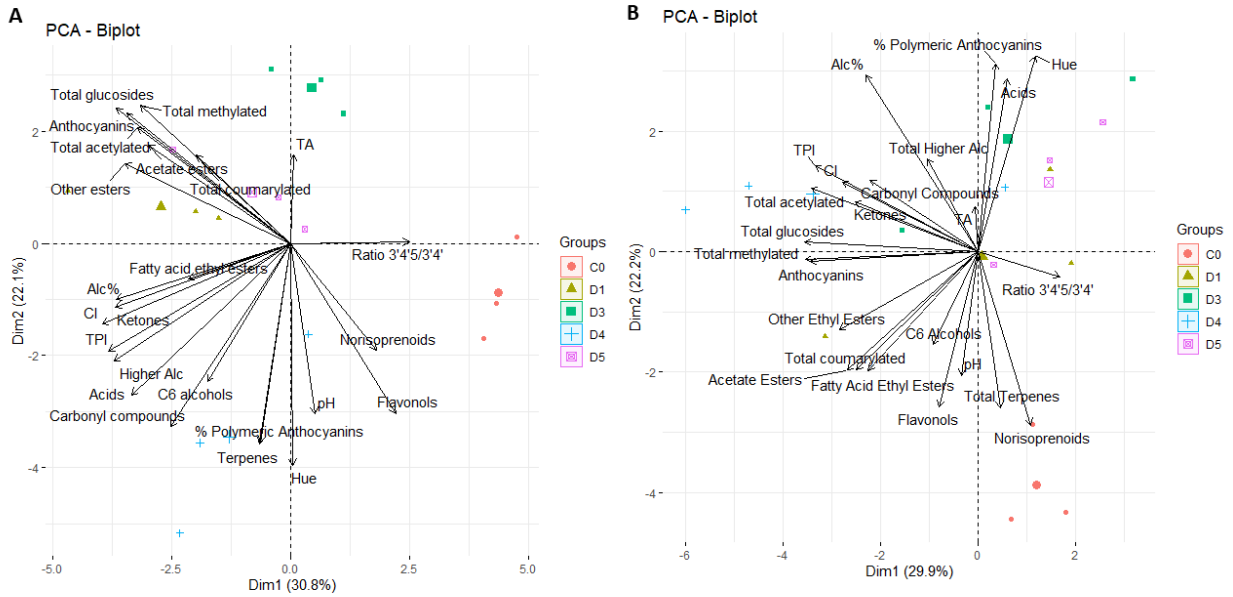 A
PCA - Biplot
Total glucosides
Total methylated
Anthocyanins
Total acetylated
Acetate esters
Other esters
Total coumarylated
TA
Ratio 3'4'5/3'4'
Fatty acid ethyl esters
Alc%
CI
Ketones
TPI
Higher Alc
Acids
C6 alcohols
Carbonyl compounds
Norisoprenoids
pH
Flavonols
% Polymeric Anthocyanins
Terpenes
Hue
2
0
-2
-4
-5.0
-2.5
0.0
2.5
5.0
Dim2 (22.1%)
Dim1 (30.8%)
Groups
C0
D1
D3
D4
D5
B
PCA - Biplot
% Polymeric Anthocyanins
Alc%
Hue
Acids
TPI
Total Higher Alc
CI
Carbonyl Compounds
Total acetylated
Ketones
TA
Total glucosides
Total methylated
Anthocyanins
Ratio 3'4'5/3'4'
Other Ethyl Esters
C6 Alcohols
Total coumarylated
pH
Acetate Esters
Fatty Acid Ethyl Esters
Total Terpenes
Flavonols
Norisoprenoids
2
0
-2
-4
-6
-4
-2
0
2
Dim2 (22.2%)
Dim1 (29.9%)
Groups
C0
D1
D3
D4
D5